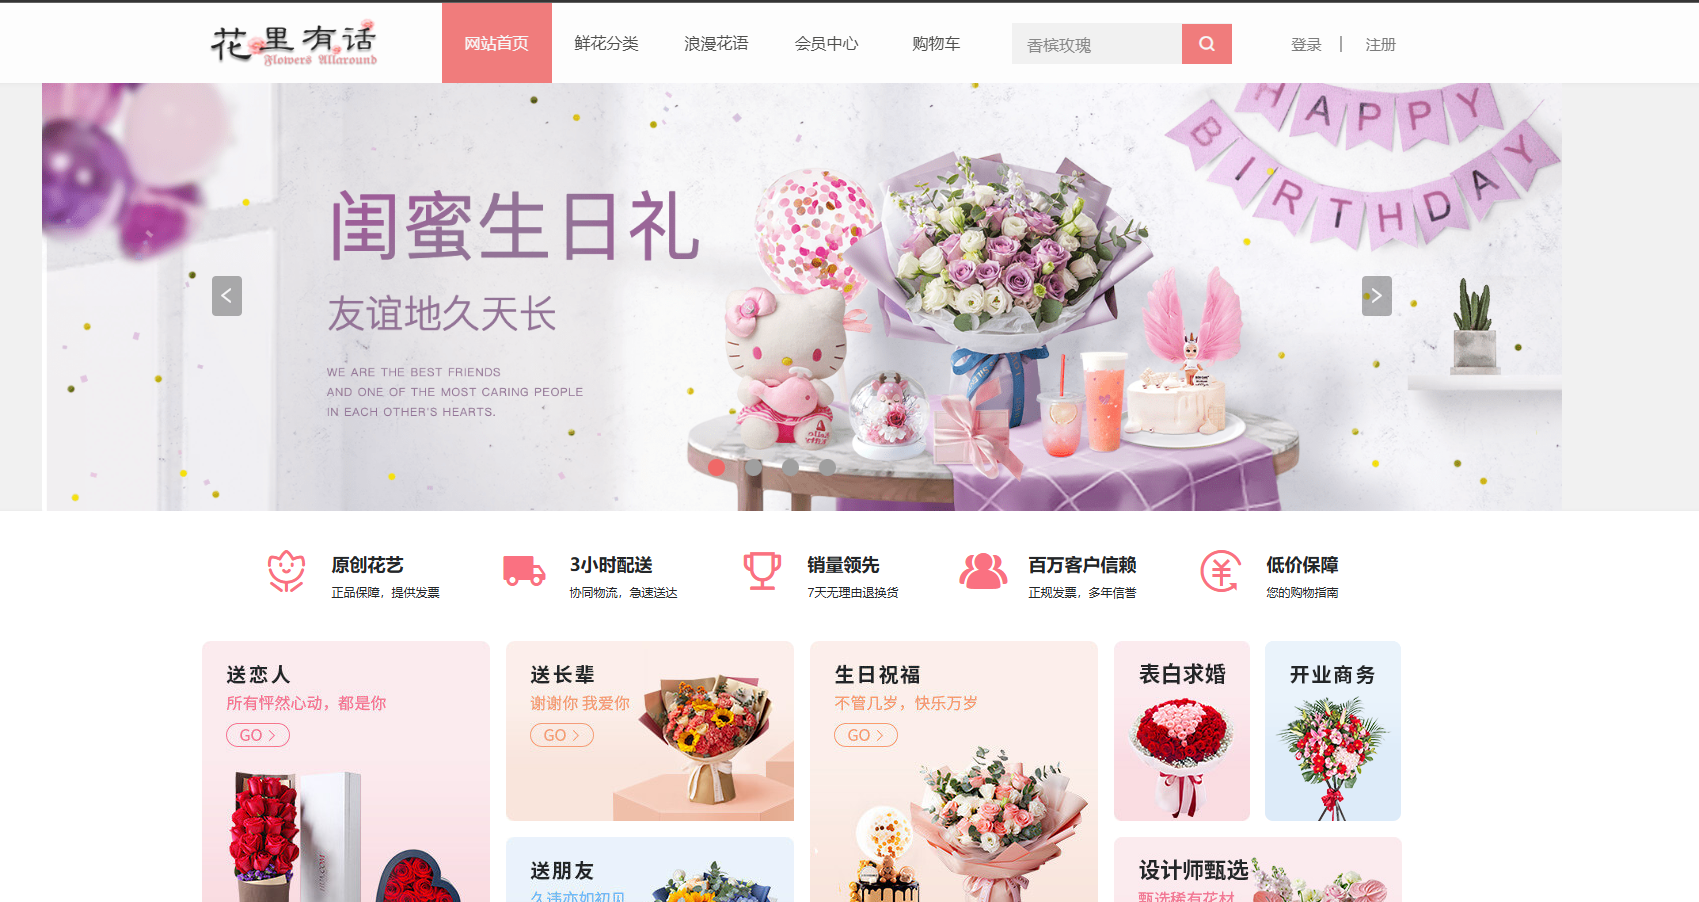 花里有话
Flowers Allaround
网站首页
鲜花分类
浪漫花语
会员中心
购物车
香槟玫瑰
登录 | 注册
HAPPY
BIRTHDAY
闺蜜生日礼
友谊地久天长
WE ARE THE BEST FRIENDS
AND ONE OF THE MOST CARING PEOPLE
IN EACH OTHER'S HEARTS.
原创花艺
正品保障，提供发票
3小时配送
协同物流，急速送达
销量领先
7天无理由退换货
百万客户信赖
正规发票，多年信誉
低价保障
您的购物指南
送恋人
所有怦然心动，都是你
GO
送长辈
谢谢你 我爱你
GO
生日祝福
不管几岁，快乐万岁
GO
表白求婚
开业商务
送朋友
久违亦如初见
设计师甄选
甄选稀有花材